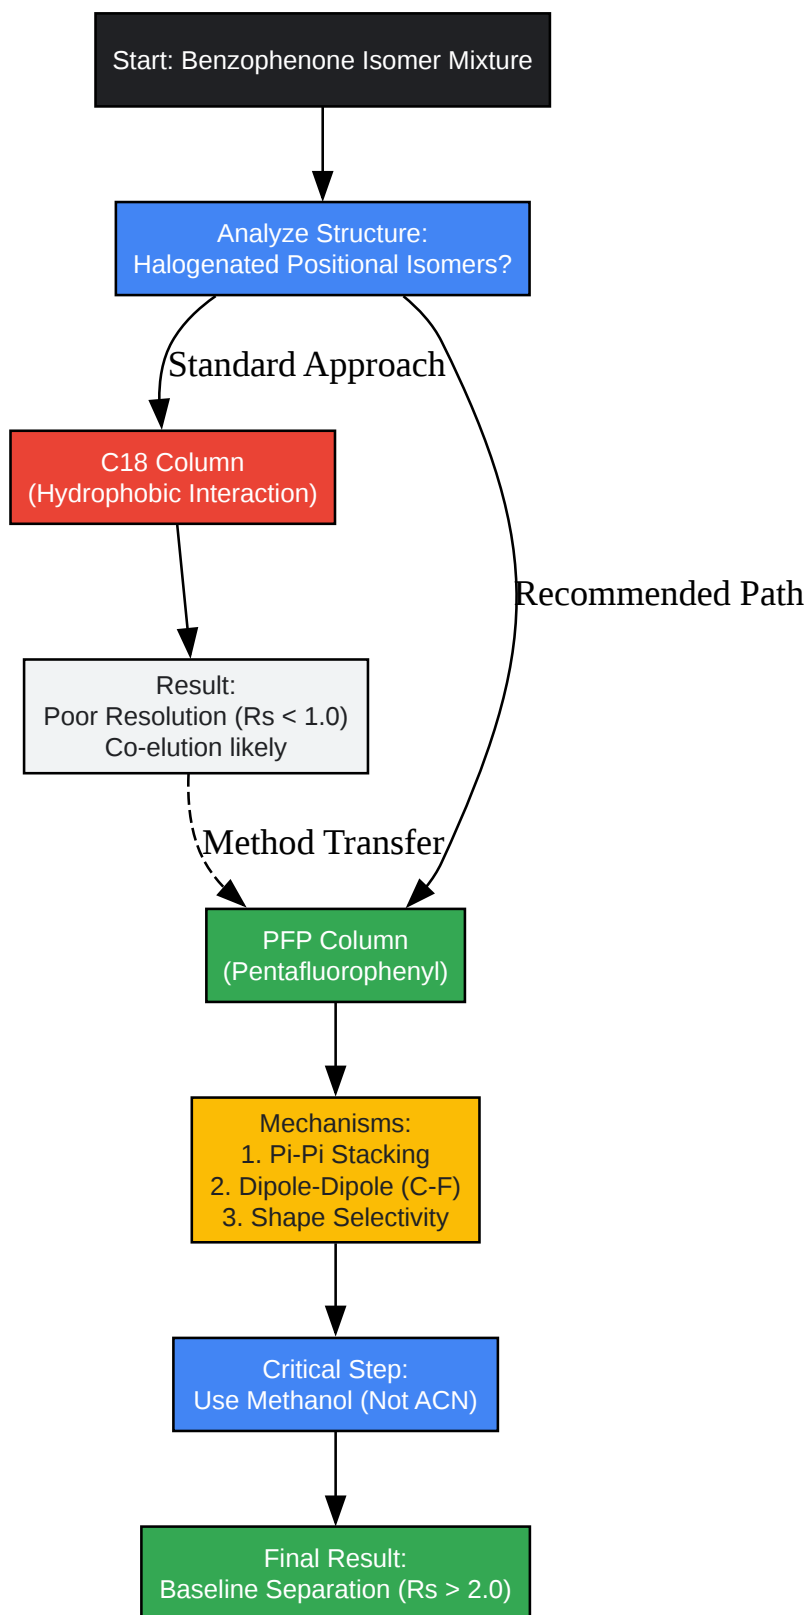 Start: Benzophenone Isomer Mixture
Analyze Structure:
Halogenated Positional Isomers?
Standard Approach
C18 Column
(Hydrophobic Interaction)
Recommended Path
Result:
Poor Resolution (Rs < 1.0)
Co-elution likely
Method Transfer
PFP Column
(Pentafluorophenyl)
Mechanisms:
1. Pi-Pi Stacking
2. Dipole-Dipole (C-F)
3. Shape Selectivity
Critical Step:
Use Methanol (Not ACN)
Final Result:
Baseline Separation (Rs > 2.0)